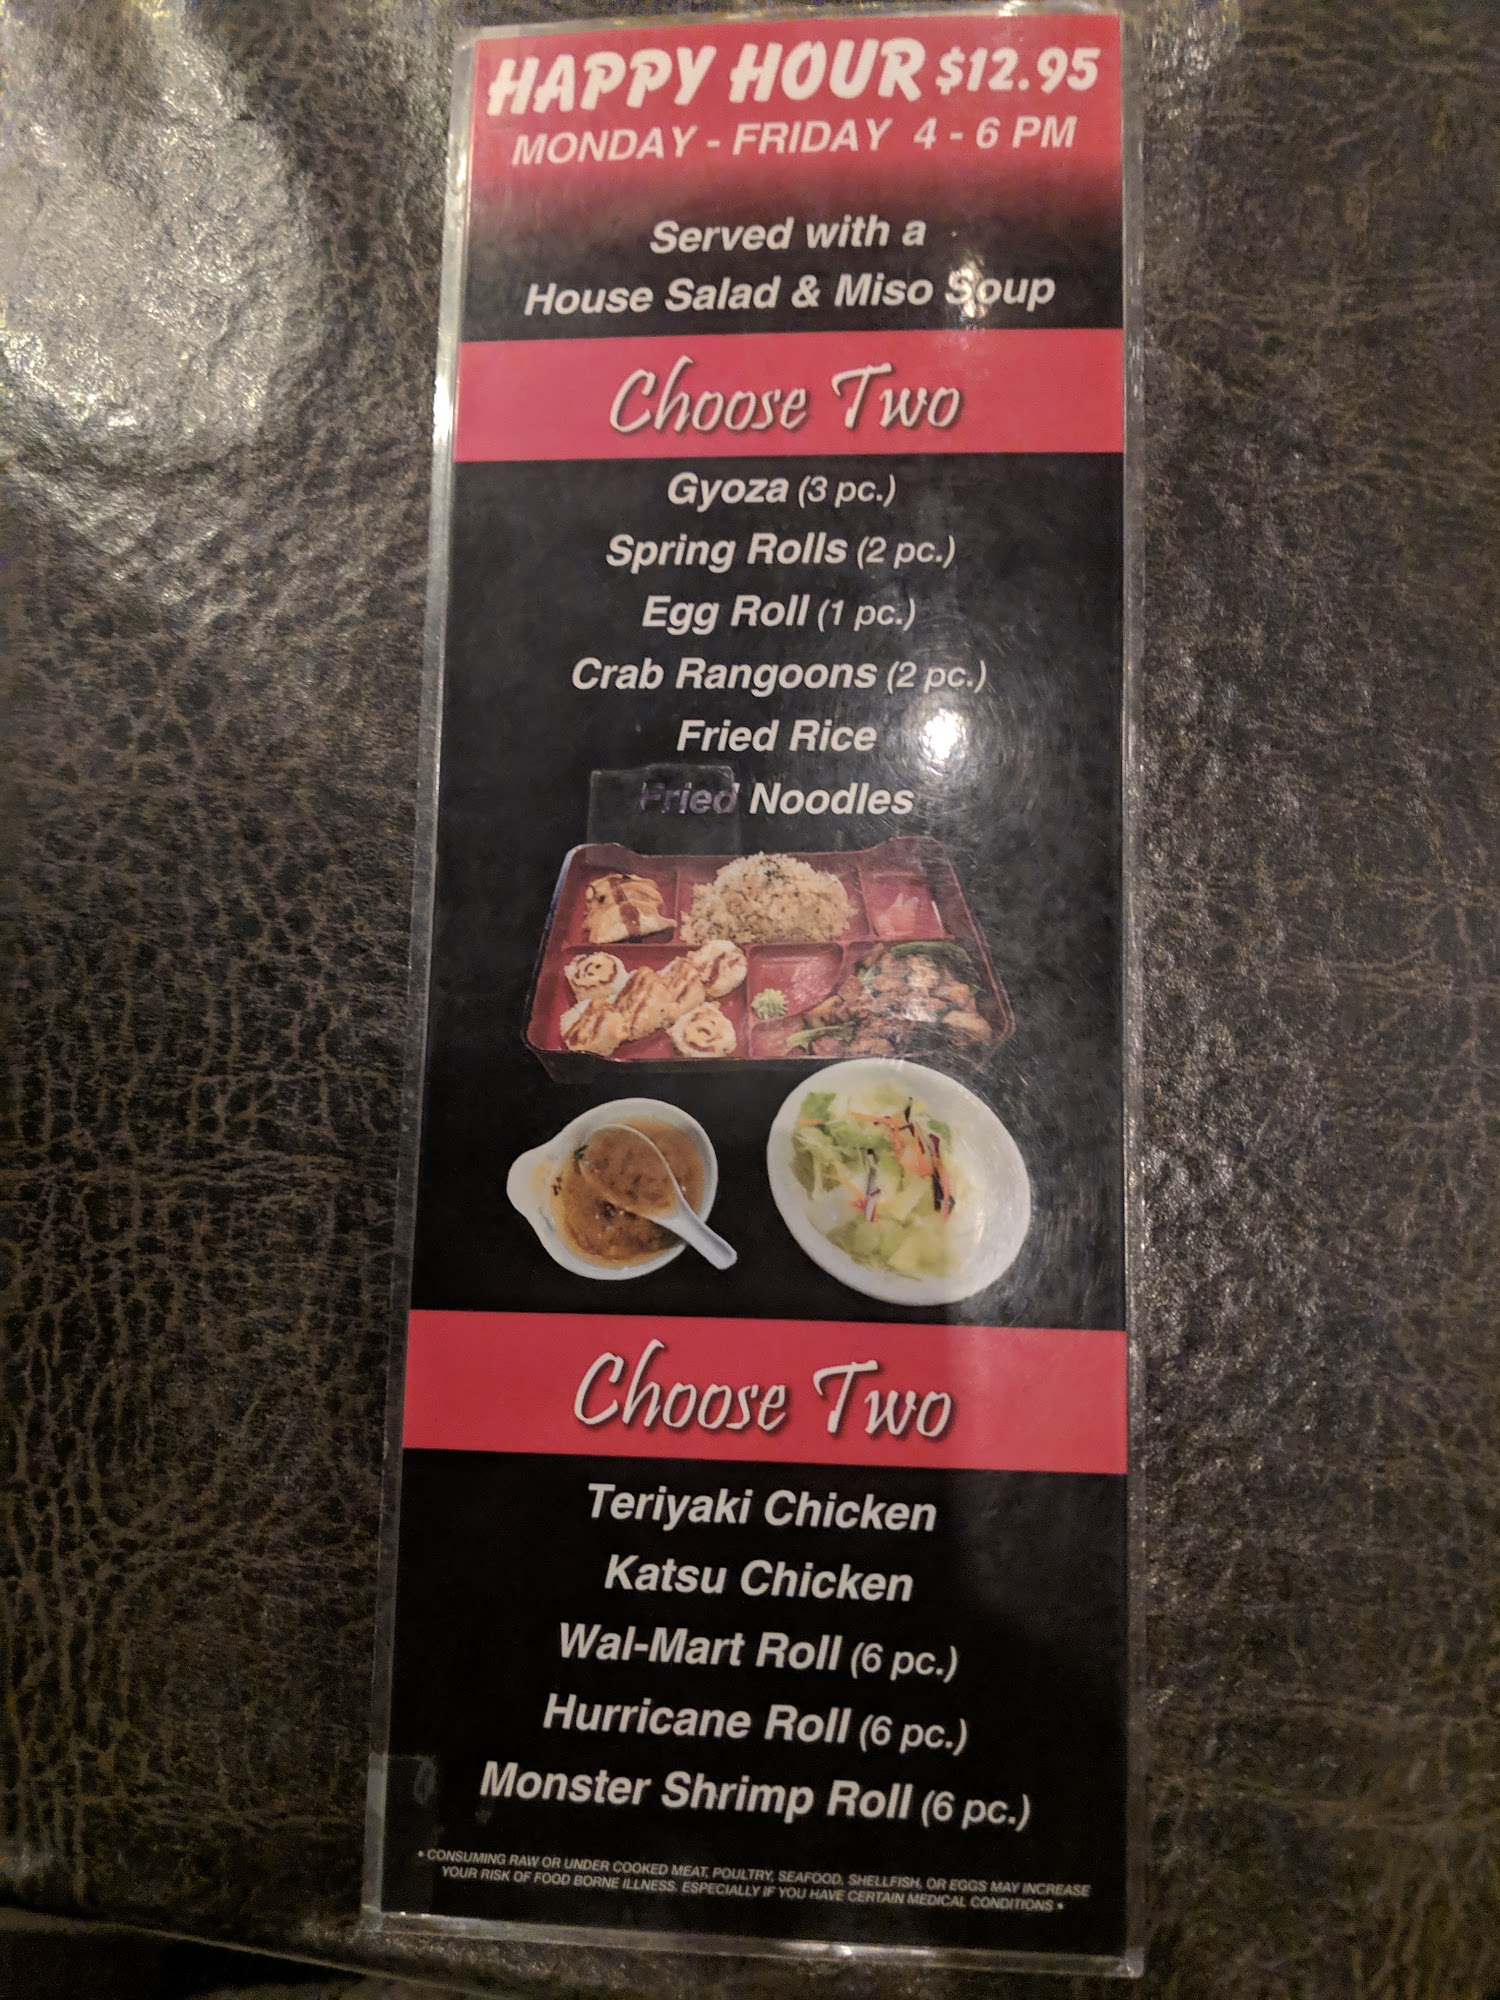 HAPPY HOUR $12.95
MONDAY - FRIDAY 4 - 6 PM
Served with a
House Salad & Miso Soup
Choose Two
Gyoza (3 pc.)
Spring Rolls (2 pc.)
Egg Roll (1 pc.)
Crab Rangoons (2 pc.)
Fried Rice
Fried Noodles
Choose Two
Teriyaki Chicken
Katsu Chicken
Wal-Mart Roll (6 pc.)
Hurricane Roll (6 pc.)
Monster Shrimp Roll (6 pc.)
• CONSUMING RAW OR UNDER COOKED MEAT, POULTRY, SEAFOOD, SHELLFISH, OR EGGS MAY INCREASE
YOUR RISK OF FOOD BORNE ILLNESS. ESPECIALLY IF YOU HAVE CERTAIN MEDICAL CONDITIONS •